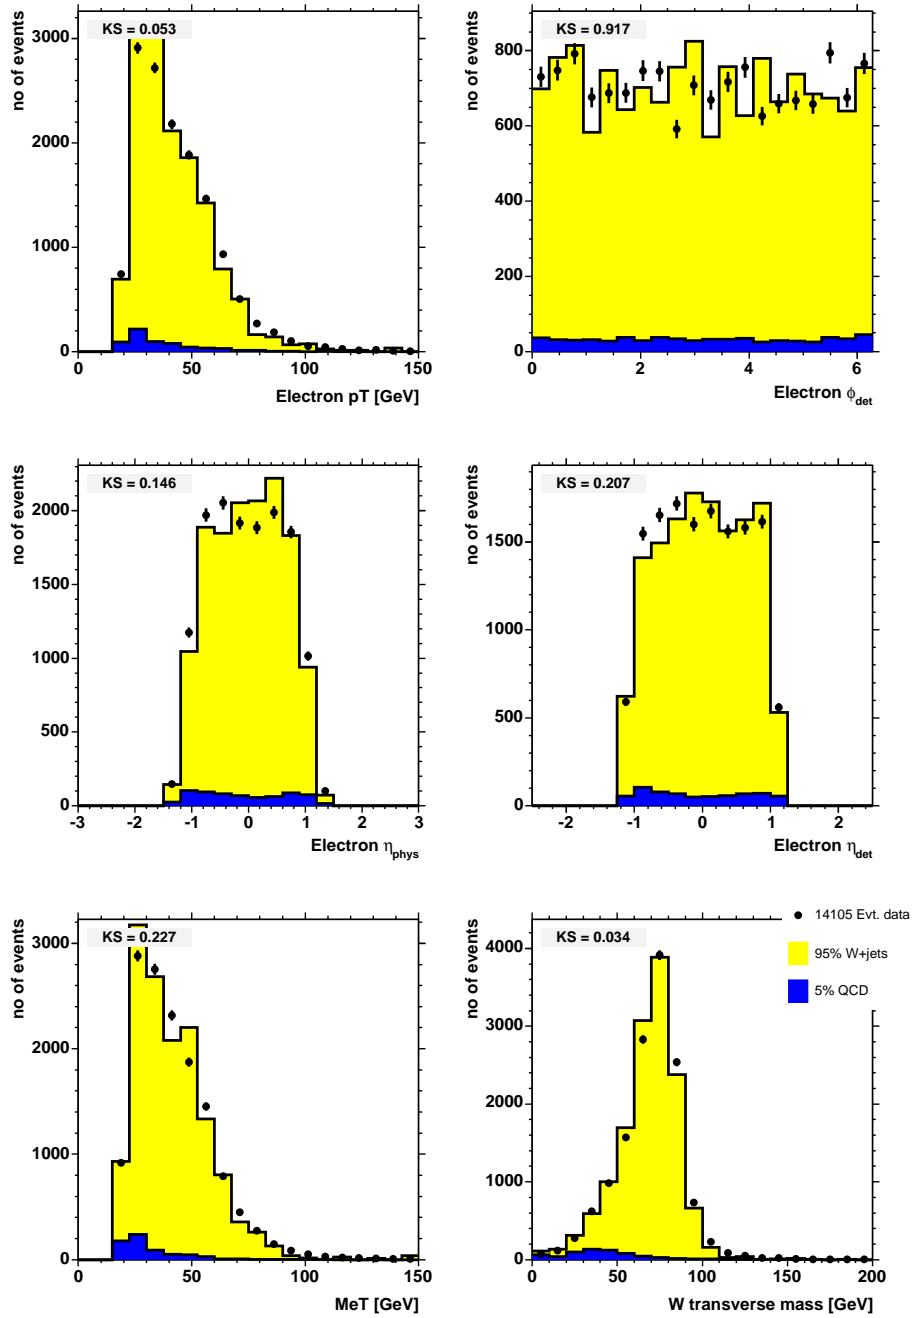 no of events
KS = 0.053
3000
2000
1000
0
0 50 100 150
Electron pT [GeV]
no of events
KS = 0.917
800
600
400
200
0
0 2 4 6
Electron ϕdet
no of events
KS = 0.146
2000
1500
1000
500
0
-3 -2 -1 0 1 2 3
Electron ηphys
no of events
KS = 0.207
1500
1000
500
0
-2 -1 0 1 2
Electron ηdet
no of events
KS = 0.227
3000
2000
1000
0
0 50 100 150
MeT [GeV]
no of events
KS = 0.034
4000
3000
2000
1000
0
0 50 100 150 200
W transverse mass [GeV]
14105 Evt. data
95% W+jets
5% QCD